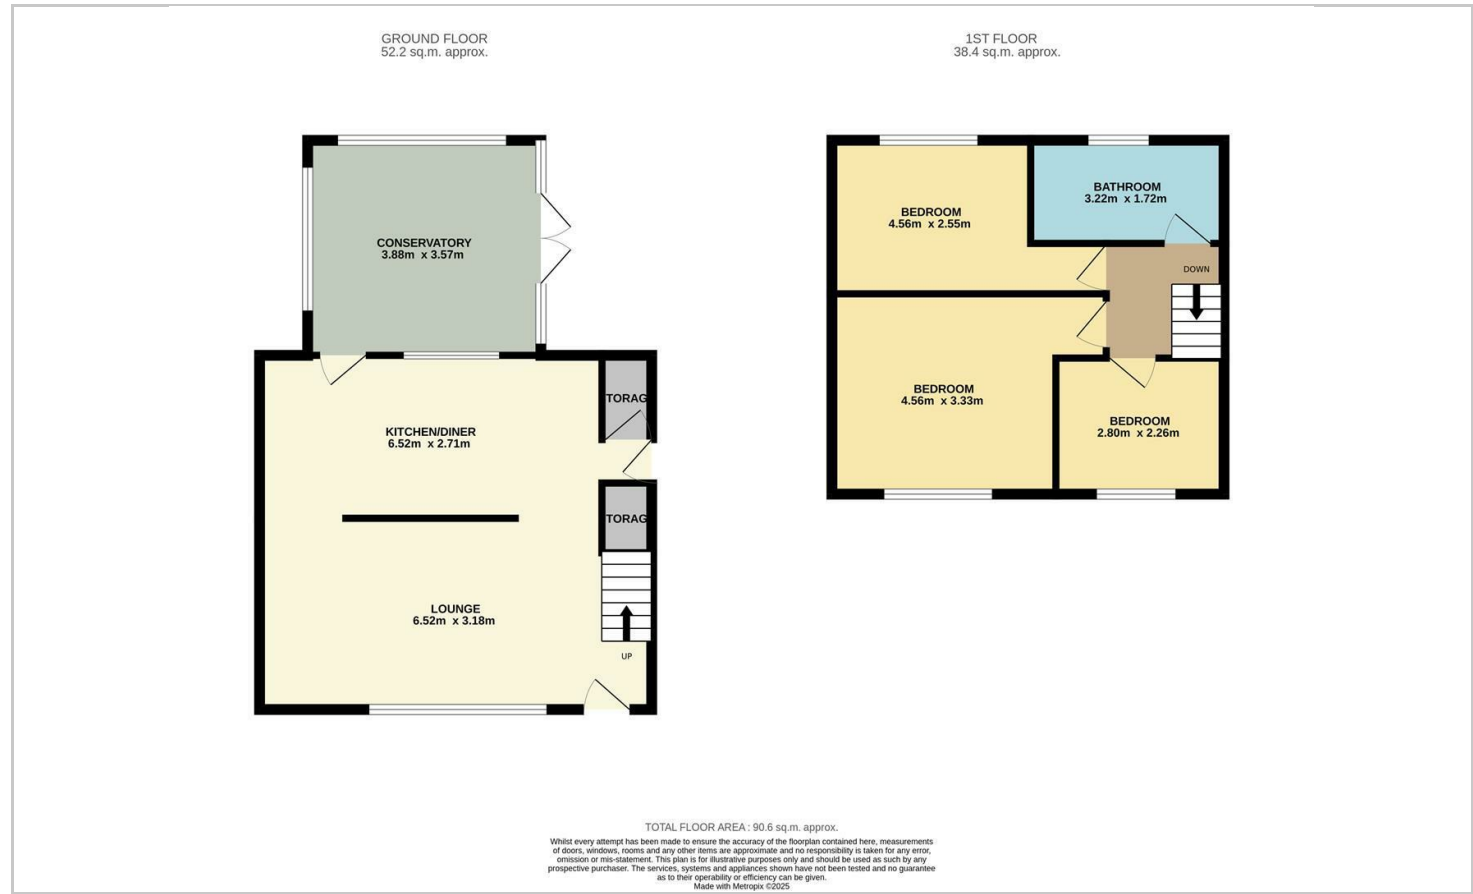 GROUND FLOOR
52.2 sq.m. approx.
1ST FLOOR
38.4 sq.m. approx.
CONSERVATORY
3.88m x 3.57m
KITCHEN/DINER
6.52m x 2.71m
TORAG
TORAG
LOUNGE
6.52m x 3.18m
UP
BEDROOM
4.56m x 2.55m
BATHROOM
3.22m x 1.72m
DOWN
BEDROOM
4.56m x 3.33m
BEDROOM
2.80m x 2.26m
TOTAL FLOOR AREA : 90.6 sq.m. approx.
Whilst every attempt has been made to ensure the accuracy of the floorplan contained here, measurements
of doors, windows, rooms and any other items are approximate and no responsibility is taken for any error,
omission or mis-statement. This plan is for illustrative purposes only and should be used as such by any
prospective purchaser. The services, systems and appliances shown have not been tested and no guarantee
as to their operability or efficiency can be given.
Made with Metropix ©2025